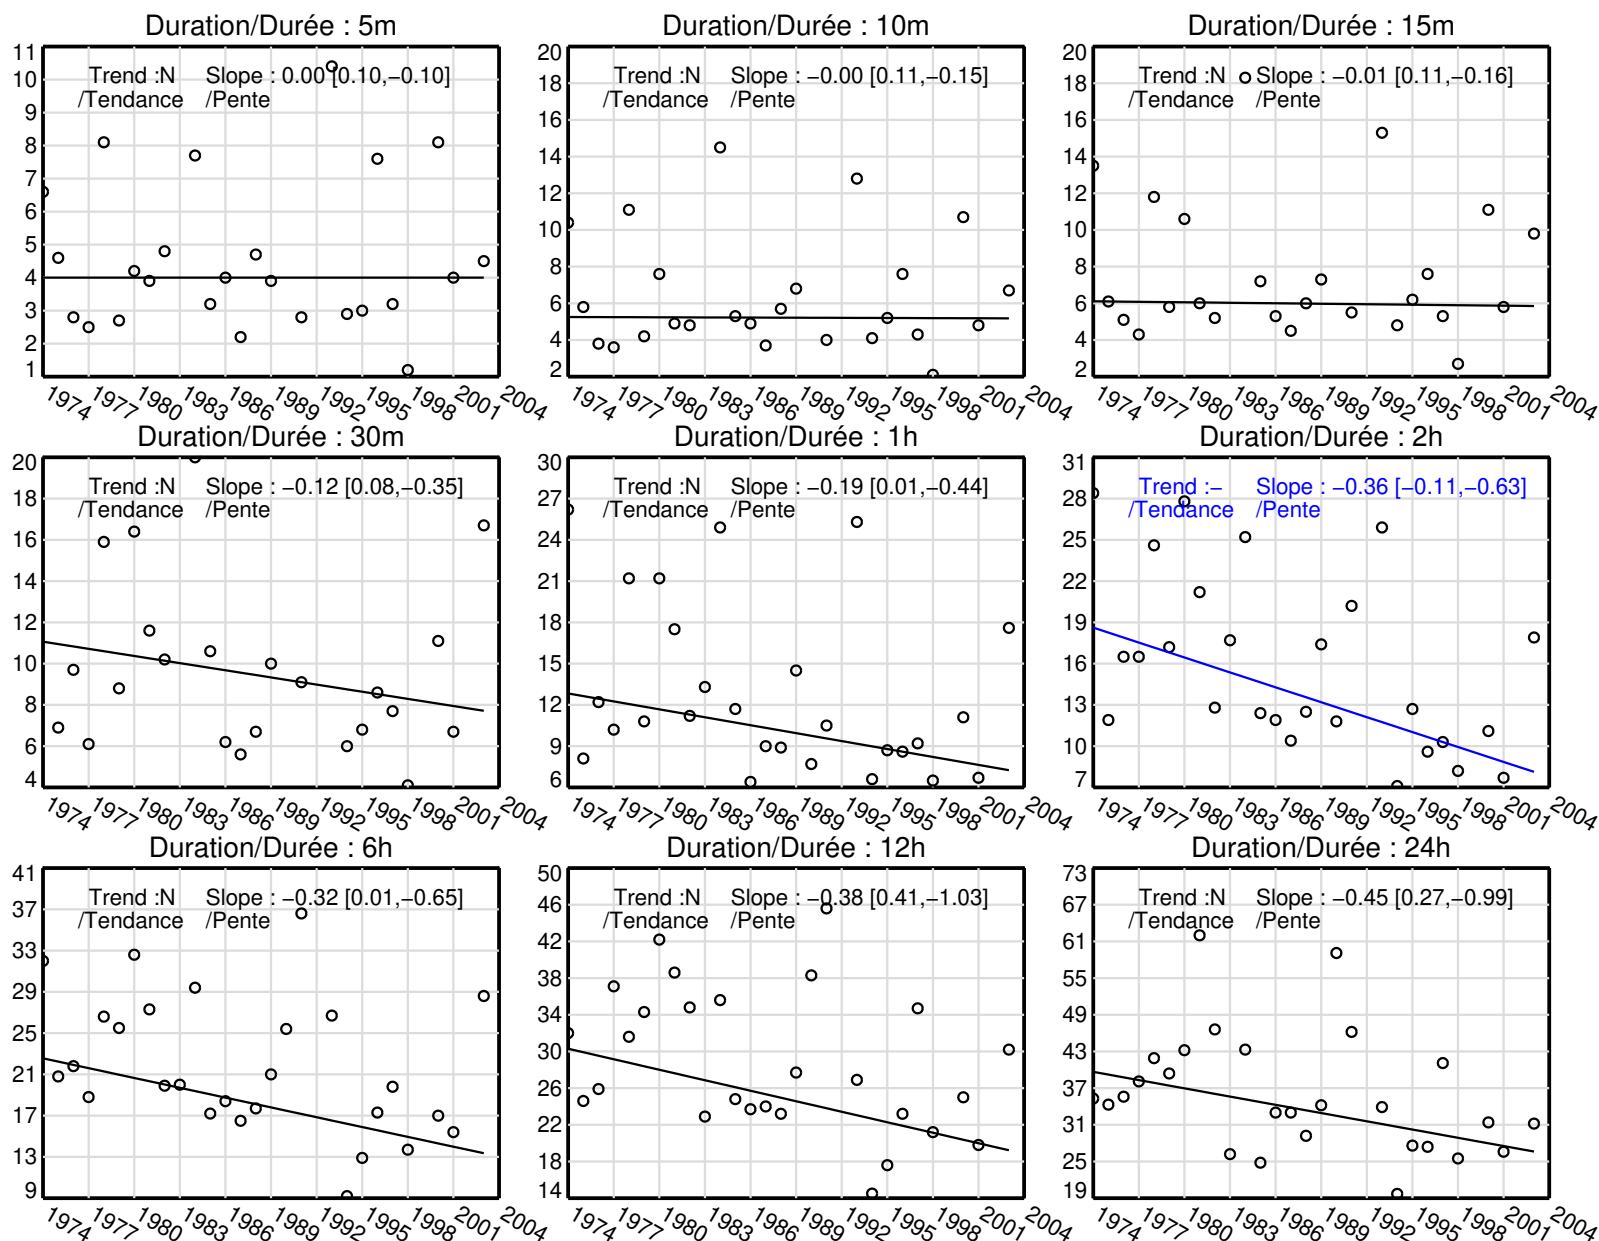 Duration/Durée : 5m
Trend :N Slope : 0.00 [0.10,−0.10]
/Tendance /Pente
11
10
9
8
7
6
5
4
3
2
1
1974 1977 1980 1983 1986 1989 1992 1995 1998 2001 2004
Duration/Durée : 10m
Trend :N Slope : −0.00 [0.11,−0.15]
/Tendance /Pente
20
18
16
14
12
10
8
6
4
2
1974 1977 1980 1983 1986 1989 1992 1995 1998 2001 2004
Duration/Durée : 15m
Trend :N Slope : −0.01 [0.11,−0.16]
/Tendance /Pente
20
18
16
14
12
10
8
6
4
2
1974 1977 1980 1983 1986 1989 1992 1995 1998 2001 2004
Duration/Durée : 30m
Trend :N Slope : −0.12 [0.08,−0.35]
/Tendance /Pente
20
18
16
14
12
10
8
6
4
1974 1977 1980 1983 1986 1989 1992 1995 1998 2001 2004
Duration/Durée : 1h
Trend :N Slope : −0.19 [0.01,−0.44]
/Tendance /Pente
30
27
24
21
18
15
12
9
6
1974 1977 1980 1983 1986 1989 1992 1995 1998 2001 2004
Duration/Durée : 2h
Trend :− Slope : −0.36 [−0.11,−0.63]
/Tendance /Pente
31
28
25
22
19
16
13
10
7
1974 1977 1980 1983 1986 1989 1992 1995 1998 2001 2004
Duration/Durée : 6h
Trend :N Slope : −0.32 [0.01,−0.65]
/Tendance /Pente
41
37
33
29
25
21
17
13
9
1974 1977 1980 1983 1986 1989 1992 1995 1998 2001 2004
Duration/Durée : 12h
Trend :N Slope : −0.38 [0.41,−1.03]
/Tendance /Pente
50
46
42
38
34
30
26
22
18
14
1974 1977 1980 1983 1986 1989 1992 1995 1998 2001 2004
Duration/Durée : 24h
Trend :N Slope : −0.45 [0.27,−0.99]
/Tendance /Pente
73
67
61
55
49
43
37
31
25
19
1974 1977 1980 1983 1986 1989 1992 1995 1998 2001 2004